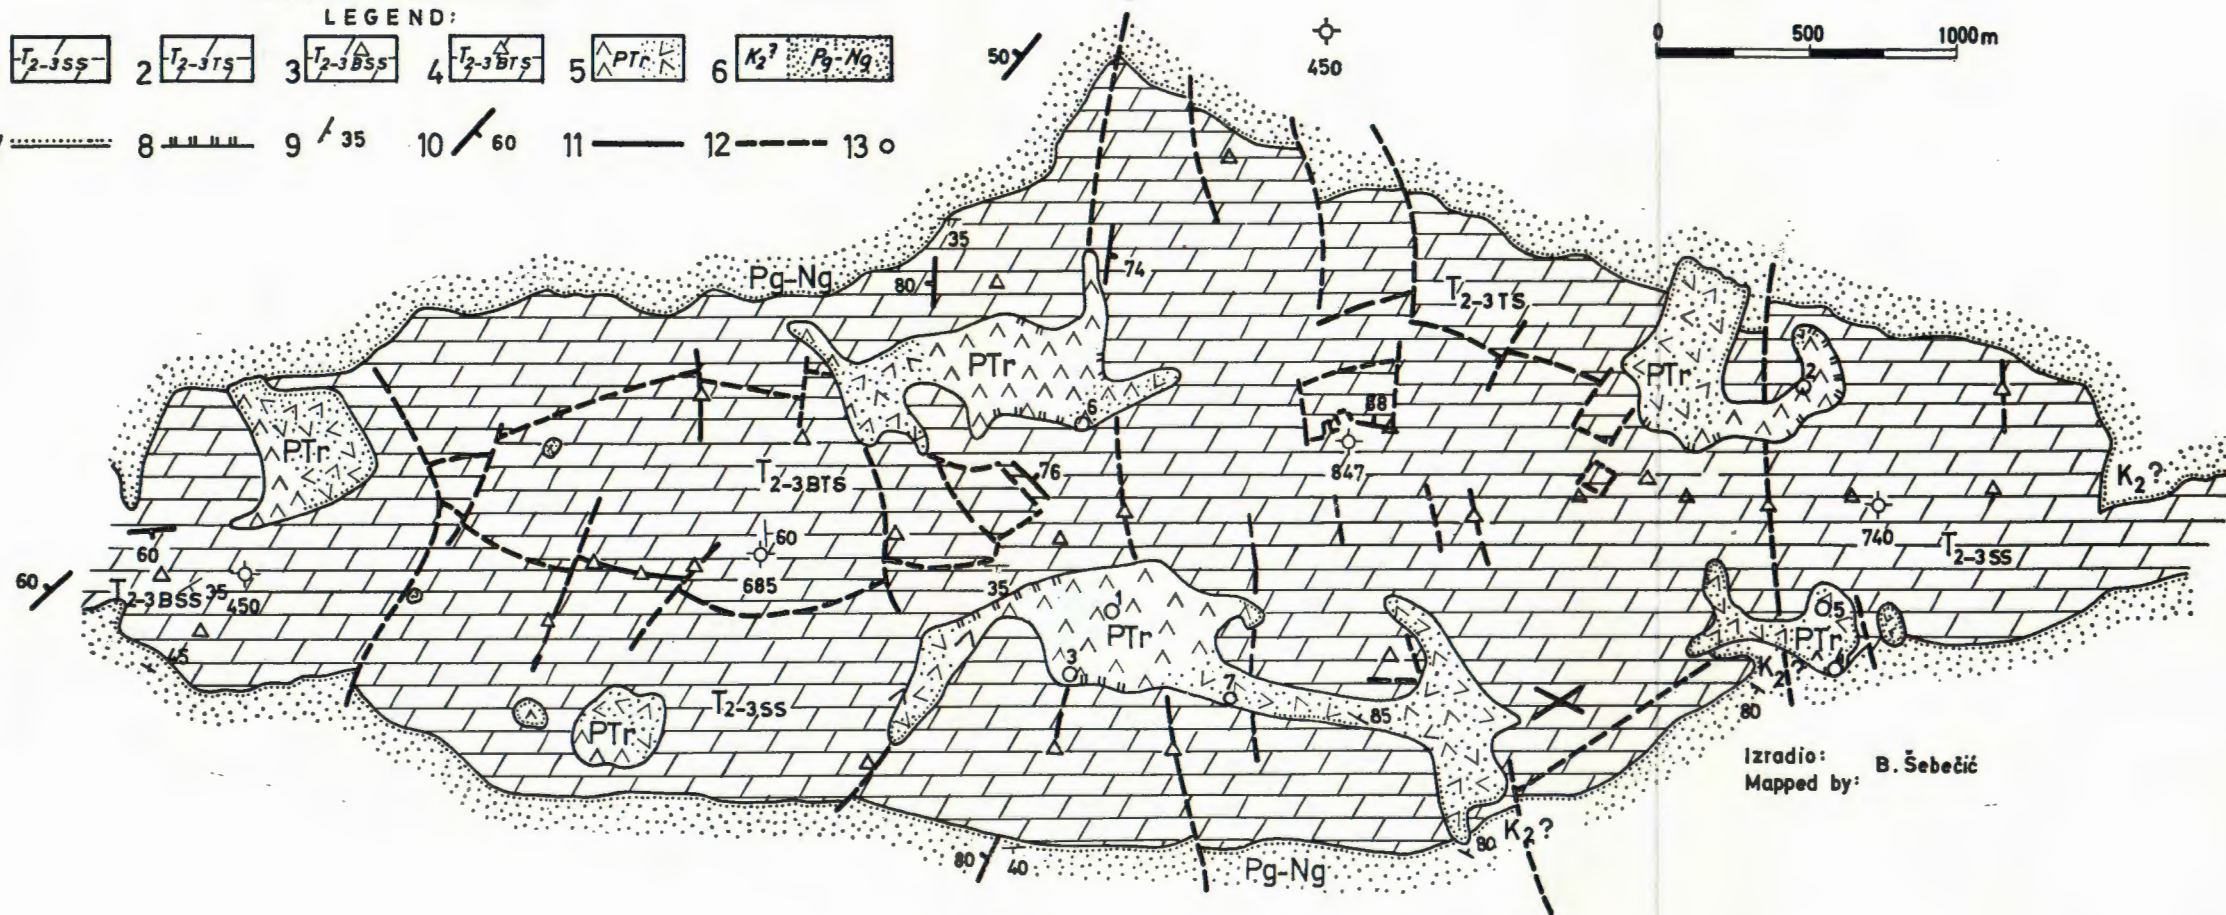 LEGEND:
T2-3SS 2 T2-3TS 3 T2-3BSS 4 T2-3BTS 5 PTr 6 K2? Pg-Ng
8 9 35 10 60 11 12 13
50
450
0 500 1000m
35
Pg-Ng
80
74
T2-3TS
PTr
PTr
2
6
88
PTr
847
76
T2-3BTS
K2?
60
60
740
T2-3SS
685
60
T2-3BSS
35
450
35
1
5
PTr
PTr
45
3
4
K2?
7
T2-3SS
85
80
PTr
Izradio: B. Šebečić
Mapped by:
K2?
80
80
40
Pg-Ng